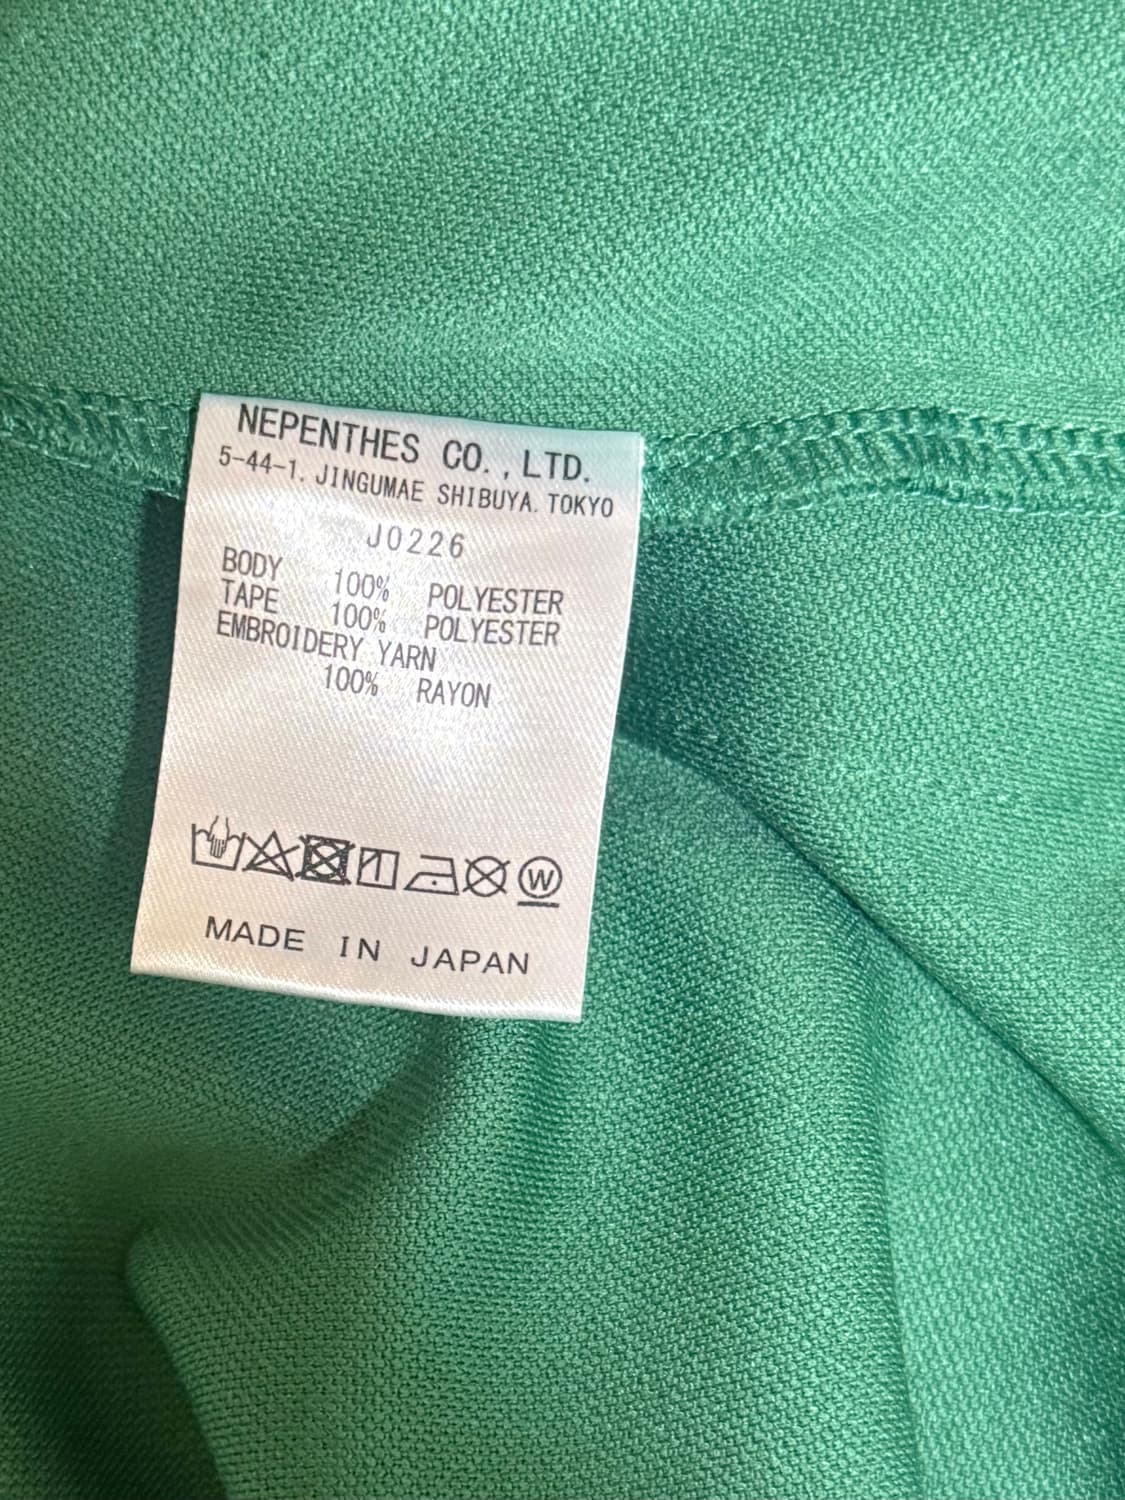 NEPENTHES CO., LTD.
5-44-1. JINGUMAE SHIBUYA. TOKYO
J0226
BODY 100% POLYESTER
TAPE 100% POLYESTER
EMBROIDERY YARN
100% RAYON
W
MADE IN JAPAN